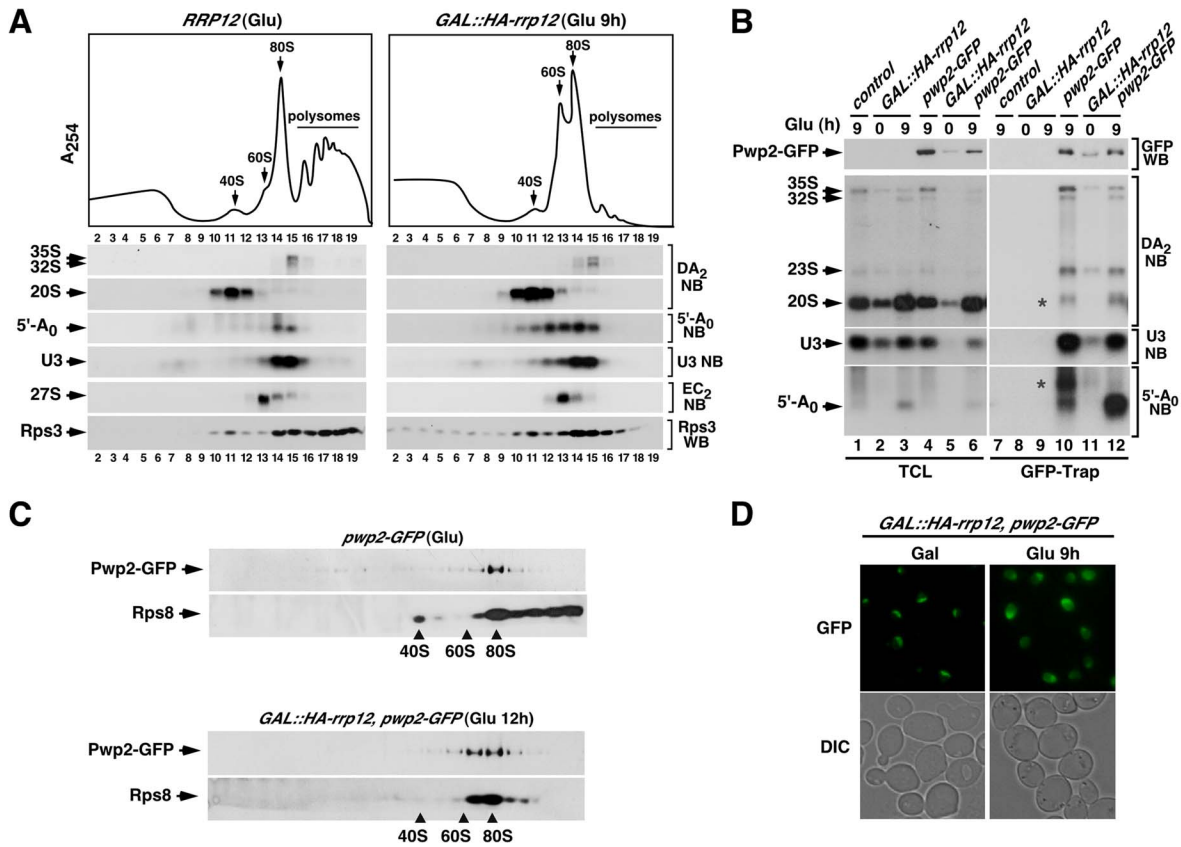 A
RRP12 (Glu)
GAL::HA-rrp12 (Glu 9h)
A254
80S
60S
40S
polysomes
80S
60S
40S
polysomes
2 3 4 5 6 7 8 9 10 11 12 13 14 15 16 17 18 19
2 3 4 5 6 7 8 9 10 11 12 13 14 15 16 17 18 19
35S
32S
DA2 NB
20S
5'-A0
5'-A0 NB
U3
U3 NB
27S
EC2 NB
Rps3
Rps3 WB
2 3 4 5 6 7 8 9 10 11 12 13 14 15 16 17 18 19
2 3 4 5 6 7 8 9 10 11 12 13 14 15 16 17 18 19
B
control
GAL::HA-rrp12
pwp2-GFP
GAL::HA-rrp12 pwp2-GFP
control
GAL::HA-rrp12
pwp2-GFP
GAL::HA-rrp12 pwp2-GFP
Glu (h) 9 0 9 9 0 9 9 0 9 9 0 9
Pwp2-GFP
GFP WB
35S
32S
23S
20S
*
DA2 NB
U3
U3 NB
*
5'-A0
5'-A0 NB
1 2 3 4 5 6 7 8 9 10 11 12
TCL GFP-Trap
C
pwp2-GFP (Glu)
Pwp2-GFP
Rps8
40S 60S 80S
GAL::HA-rrp12, pwp2-GFP (Glu 12h)
Pwp2-GFP
Rps8
40S 60S 80S
D
GAL::HA-rrp12, pwp2-GFP
Gal Glu 9h
GFP
DIC